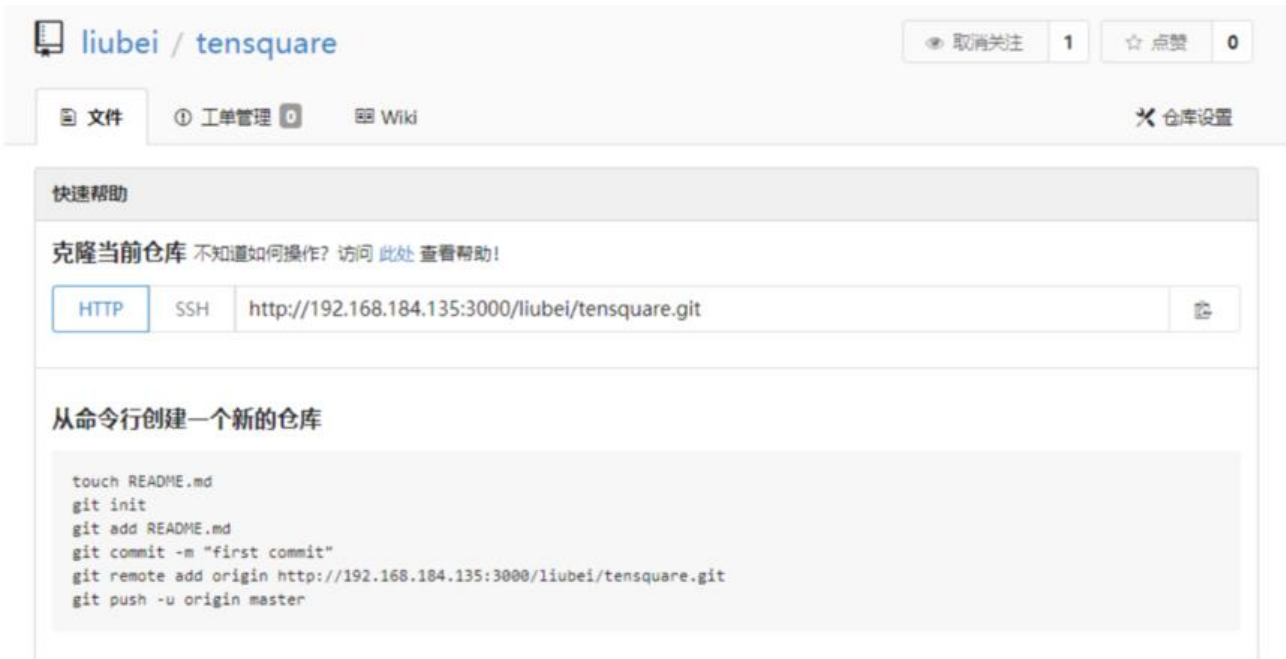 liubei / tensquare
取消关注 1 点赞 0
文件 工单管理 0 Wiki 仓库设置
快速帮助
克隆当前仓库 不知道如何操作？访问 此处 查看帮助！
HTTP SSH http://192.168.184.135:3000/liubei/tensquare.git
从命令行创建一个新的仓库
touch README.md
git init
git add README.md
git commit -m "first commit"
git remote add origin http://192.168.184.135:3000/liubei/tensquare.git
git push -u origin master